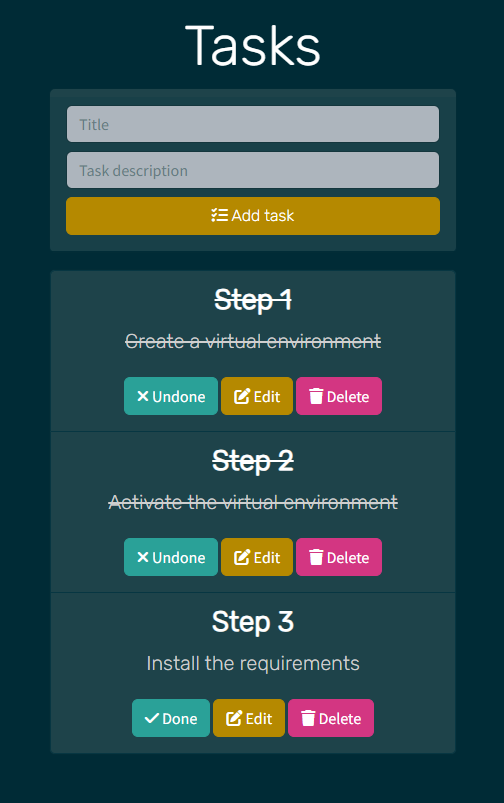 Tasks
Title
Task description
Add task
Step 1
Create a virtual environment
Undone Edit Delete
Step 2
Activate the virtual environment
Undone Edit Delete
Step 3
Install the requirements
Done Edit Delete